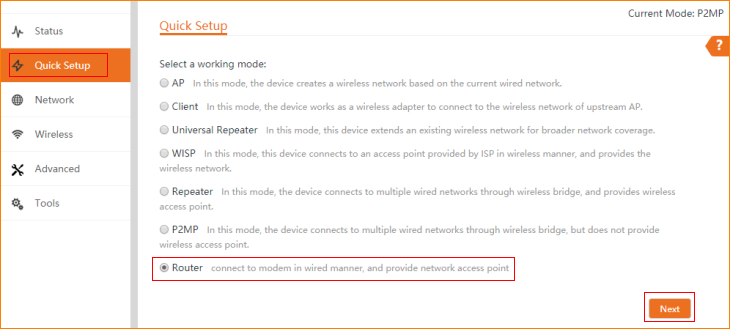 Current Mode: P2MP
Status
Quick Setup
Network
Wireless
Advanced
Tools
Quick Setup
?
Select a working mode:
AP In this mode, the device creates a wireless network based on the current wired network.
Client In this mode, the device works as a wireless adapter to connect to the wireless network of upstream AP.
Universal Repeater In this mode, this device extends an existing wireless network for broader network coverage.
WISP In this mode, this device connects to an access point provided by ISP in wireless manner, and provides the
wireless network.
Repeater In this mode, the device connects to multiple wired networks through wireless bridge, and provides wireless
access point.
P2MP In this mode, the device connects to multiple wired networks through wireless bridge, but does not provide
wireless access point.
Router connect to modem in wired manner, and provide network access point
Next